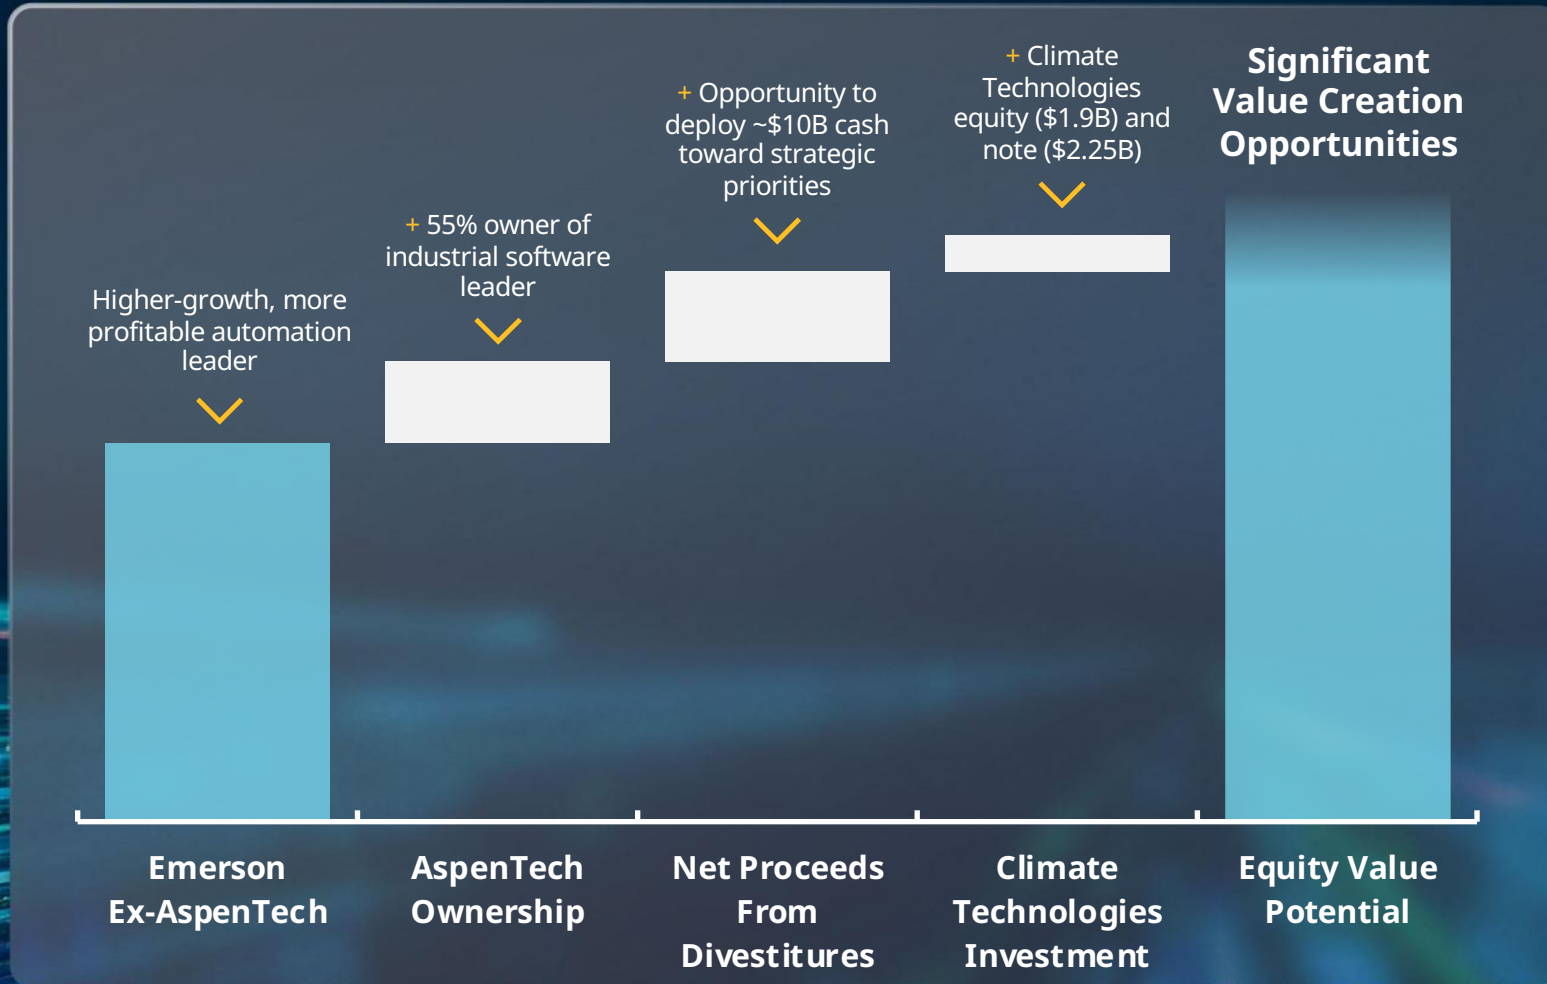 Higher-growth, more
profitable automation
leader
+ 55% owner of
industrial software
leader
+ Opportunity to
deploy ~$10B cash
toward strategic
priorities
+ Climate
Technologies
equity ($1.9B) and
note ($2.25B)
Significant
Value Creation
Opportunities
Emerson
Ex-AspenTech
AspenTech
Ownership
Net Proceeds
From
Divestitures
Climate
Technologies
Investment
Equity Value
Potential